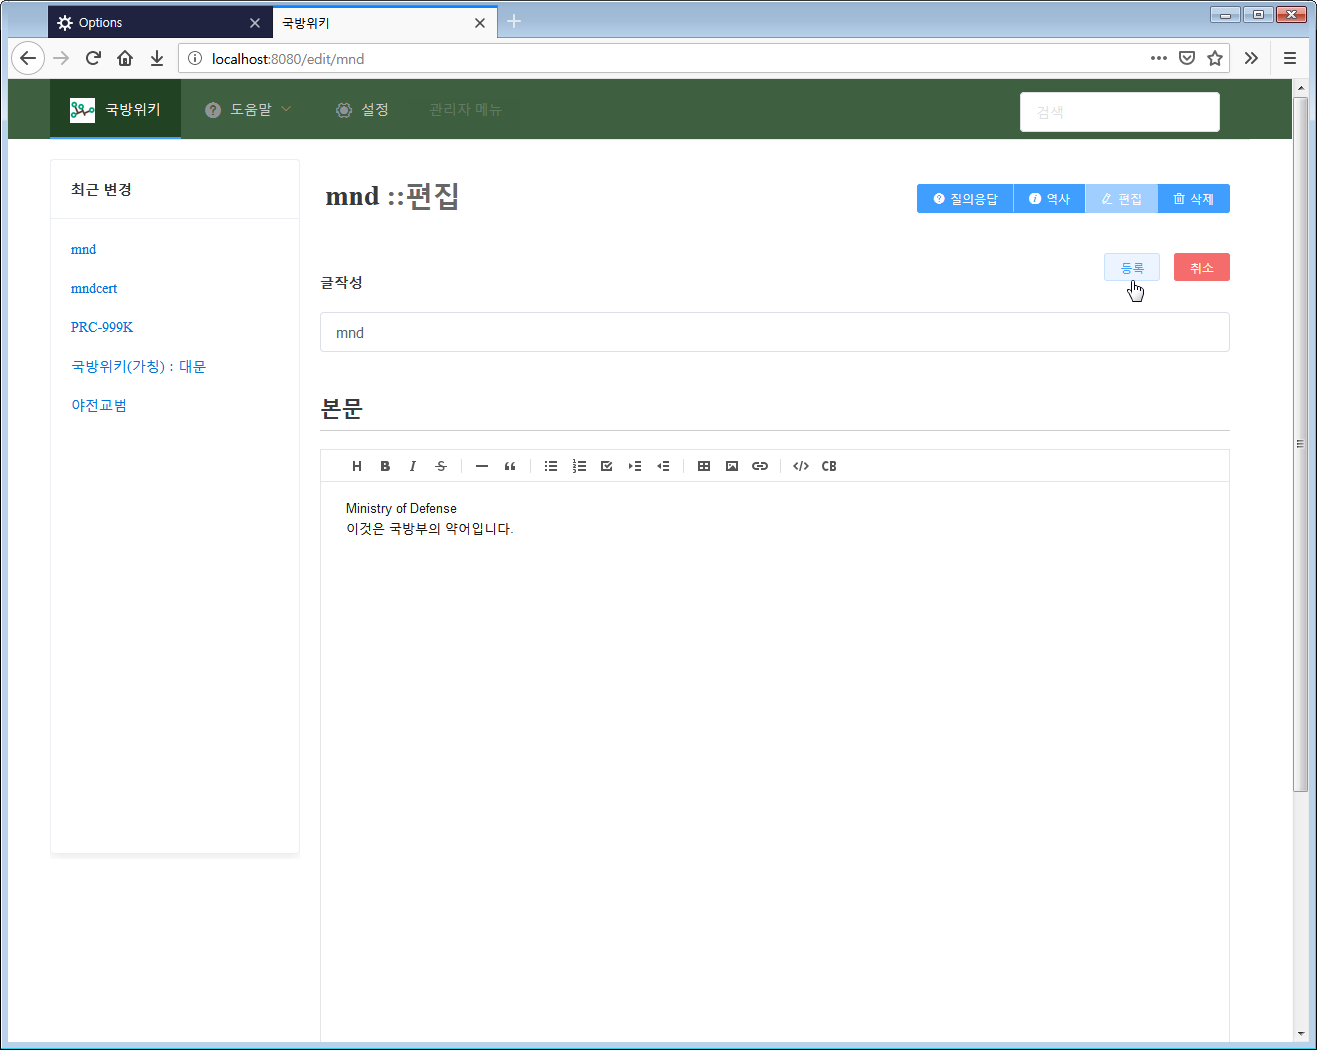 Options
국방위키
localhost:8080/edit/mnd
국방위키
도움말
설정
관리자 메뉴
검색
최근 변경
mnd
mndcert
PRC-999K
국방위키(가칭) : 대문
야전교범
mnd ::편집
질의응답
역사
편집
삭제
등록
취소
글작성
mnd
본문
H B I S
CB
Ministry of Defense
이것은 국방부의 약어입니다.